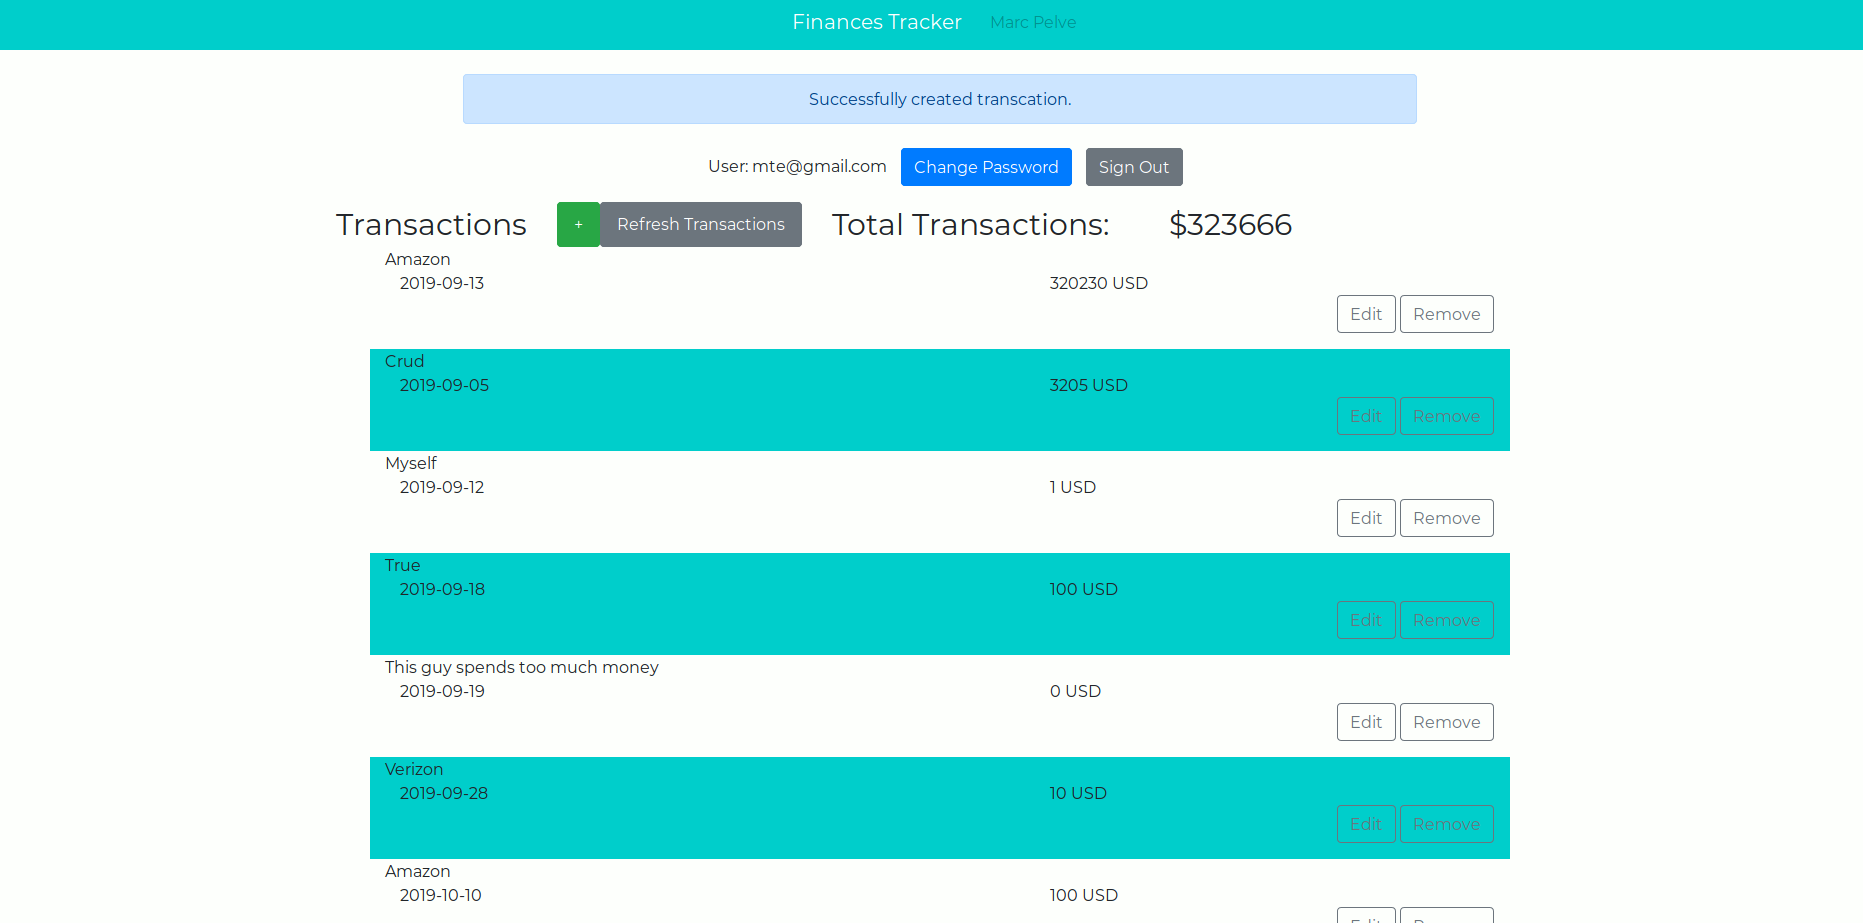 Finances Tracker Marc Pelve
Successfully created transcation.
User: mte@gmail.com Change Password Sign Out
Transactions + Refresh Transactions Total Transactions: $323666
Amazon
2019-09-13 320230 USD
Edit Remove
Crud
2019-09-05 3205 USD
Edit Remove
Myself
2019-09-12 1 USD
Edit Remove
True
2019-09-18 100 USD
Edit Remove
This guy spends too much money
2019-09-19 0 USD
Edit Remove
Verizon
2019-09-28 10 USD
Edit Remove
Amazon
2019-10-10 100 USD